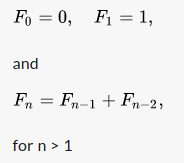 F₀ = 0, F₁ = 1,
and
Fₙ = Fₙ₋₁ + Fₙ₋₂,
for n > 1